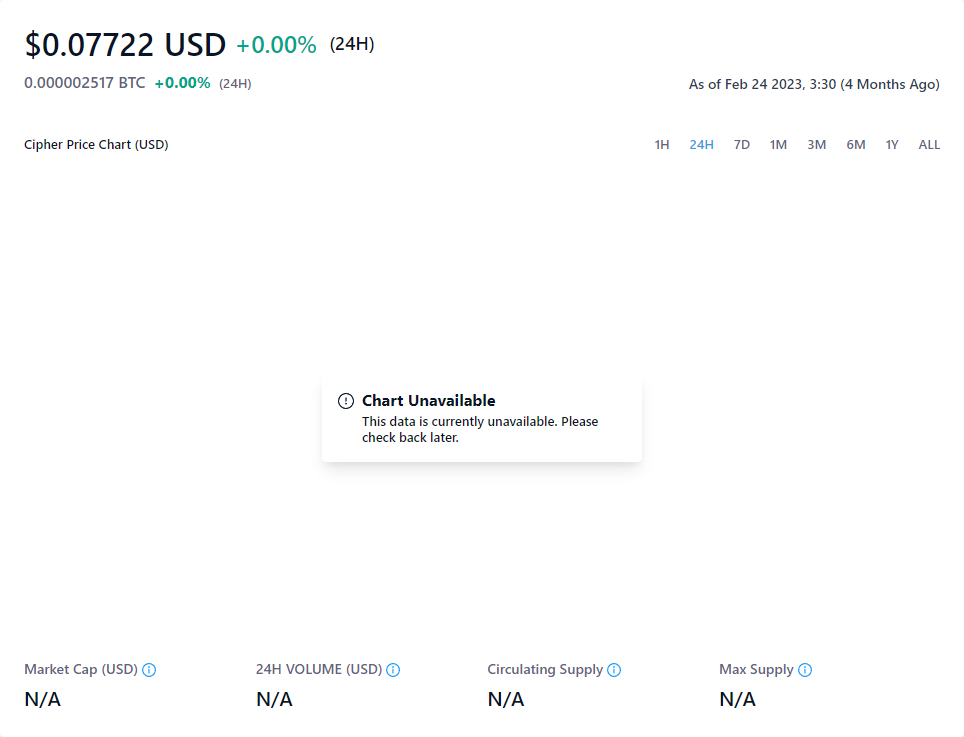 $0.07722 USD +0.00% (24H)
0.000002517 BTC +0.00% (24H)
As of Feb 24 2023, 3:30 (4 Months Ago)
Cipher Price Chart (USD)
1H 24H 7D 1M 3M 6M 1Y ALL
Chart Unavailable
This data is currently unavailable. Please
check back later.
Market Cap (USD) 24H VOLUME (USD) Circulating Supply Max Supply
N/A N/A N/A N/A